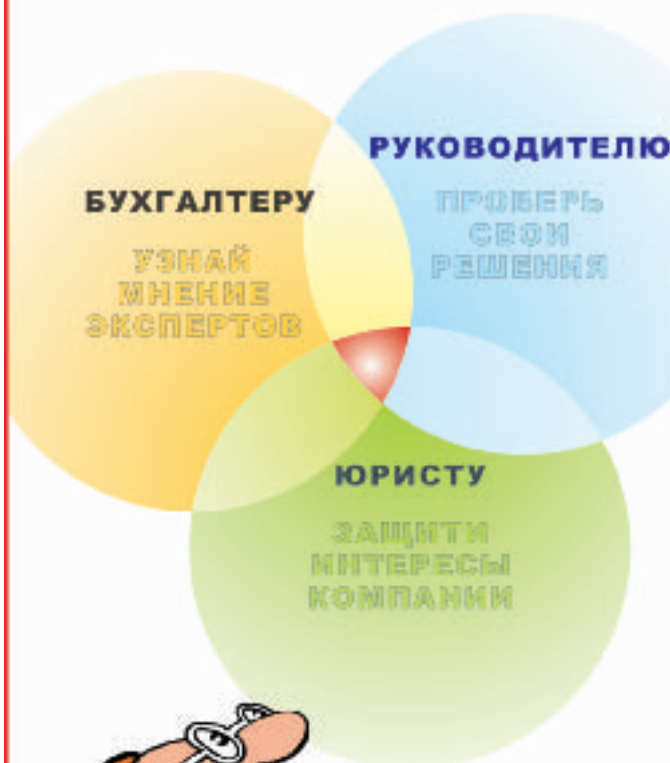 БУХГАЛТЕРУ
УЗНАЙ
МНЕНИЕ
ЭКСПЕРТОВ
РУКОВОДИТЕЛЮ
ПРОВЕРЬ
СВОИ
РЕШЕНИЯ
ЮРИСТУ
ЗАЩИТИ
ИНТЕРЕСЫ
КОМПАНИИ